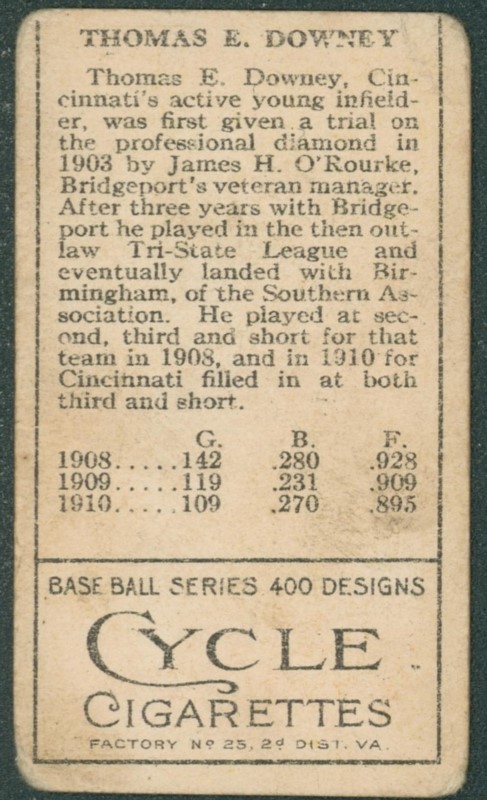 THOMAS E. DOWNEY
Thomas E. Downey, Cin-
cinnati's active young infield-
er, was first given a trial on
the professional diamond in
1903 by James H. O'Rourke,
Bridgeport's veteran manager.
After three years with Bridge-
port he played in the then out-
law Tri-State League and
eventually landed with Bir-
mingham, of the Southern As-
sociation. He played at sec-
ond, third and short for that
team in 1908, and in 1910 for
Cincinnati filled in at both
third and short.
G. B. F.
1908.....142 .280 .928
1909.....119 .231 .909
1910.....109 .270 .895
BASE BALL SERIES 400 DESIGNS
CYCLE
CIGARETTES
FACTORY Nº 25, 2d DIST. VA.